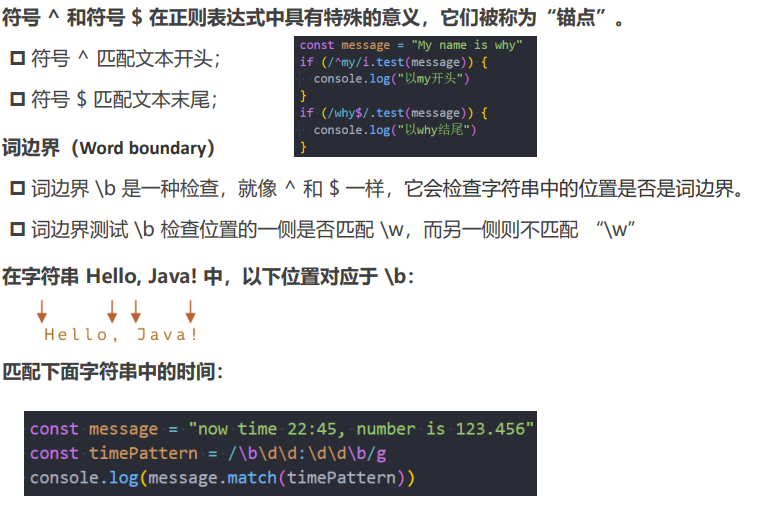 符号 ^ 和符号 $ 在正则表达式中具有特殊的意义，它们被称为“锚点”。
符号 ^ 匹配文本开头；
符号 $ 匹配文本末尾；
const message = "My name is why"
if (/^my/i.test(message)) {
console.log("以my开头")
}
if (/why$/.test(message)) {
console.log("以why结尾")
}
词边界（Word boundary）
词边界 \b 是一种检查，就像 ^ 和 $ 一样，它会检查字符串中的位置是否是词边界。
词边界测试 \b 检查位置的一侧是否匹配 \w，而另一侧则不匹配 “\w”
在字符串 Hello, Java! 中，以下位置对应于 \b：
Hello, Java!
匹配下面字符串中的时间：
const message = "now time 22:45, number is 123.456"
const timePattern = /\b\d\d:\d\d\b/g
console.log(message.match(timePattern))